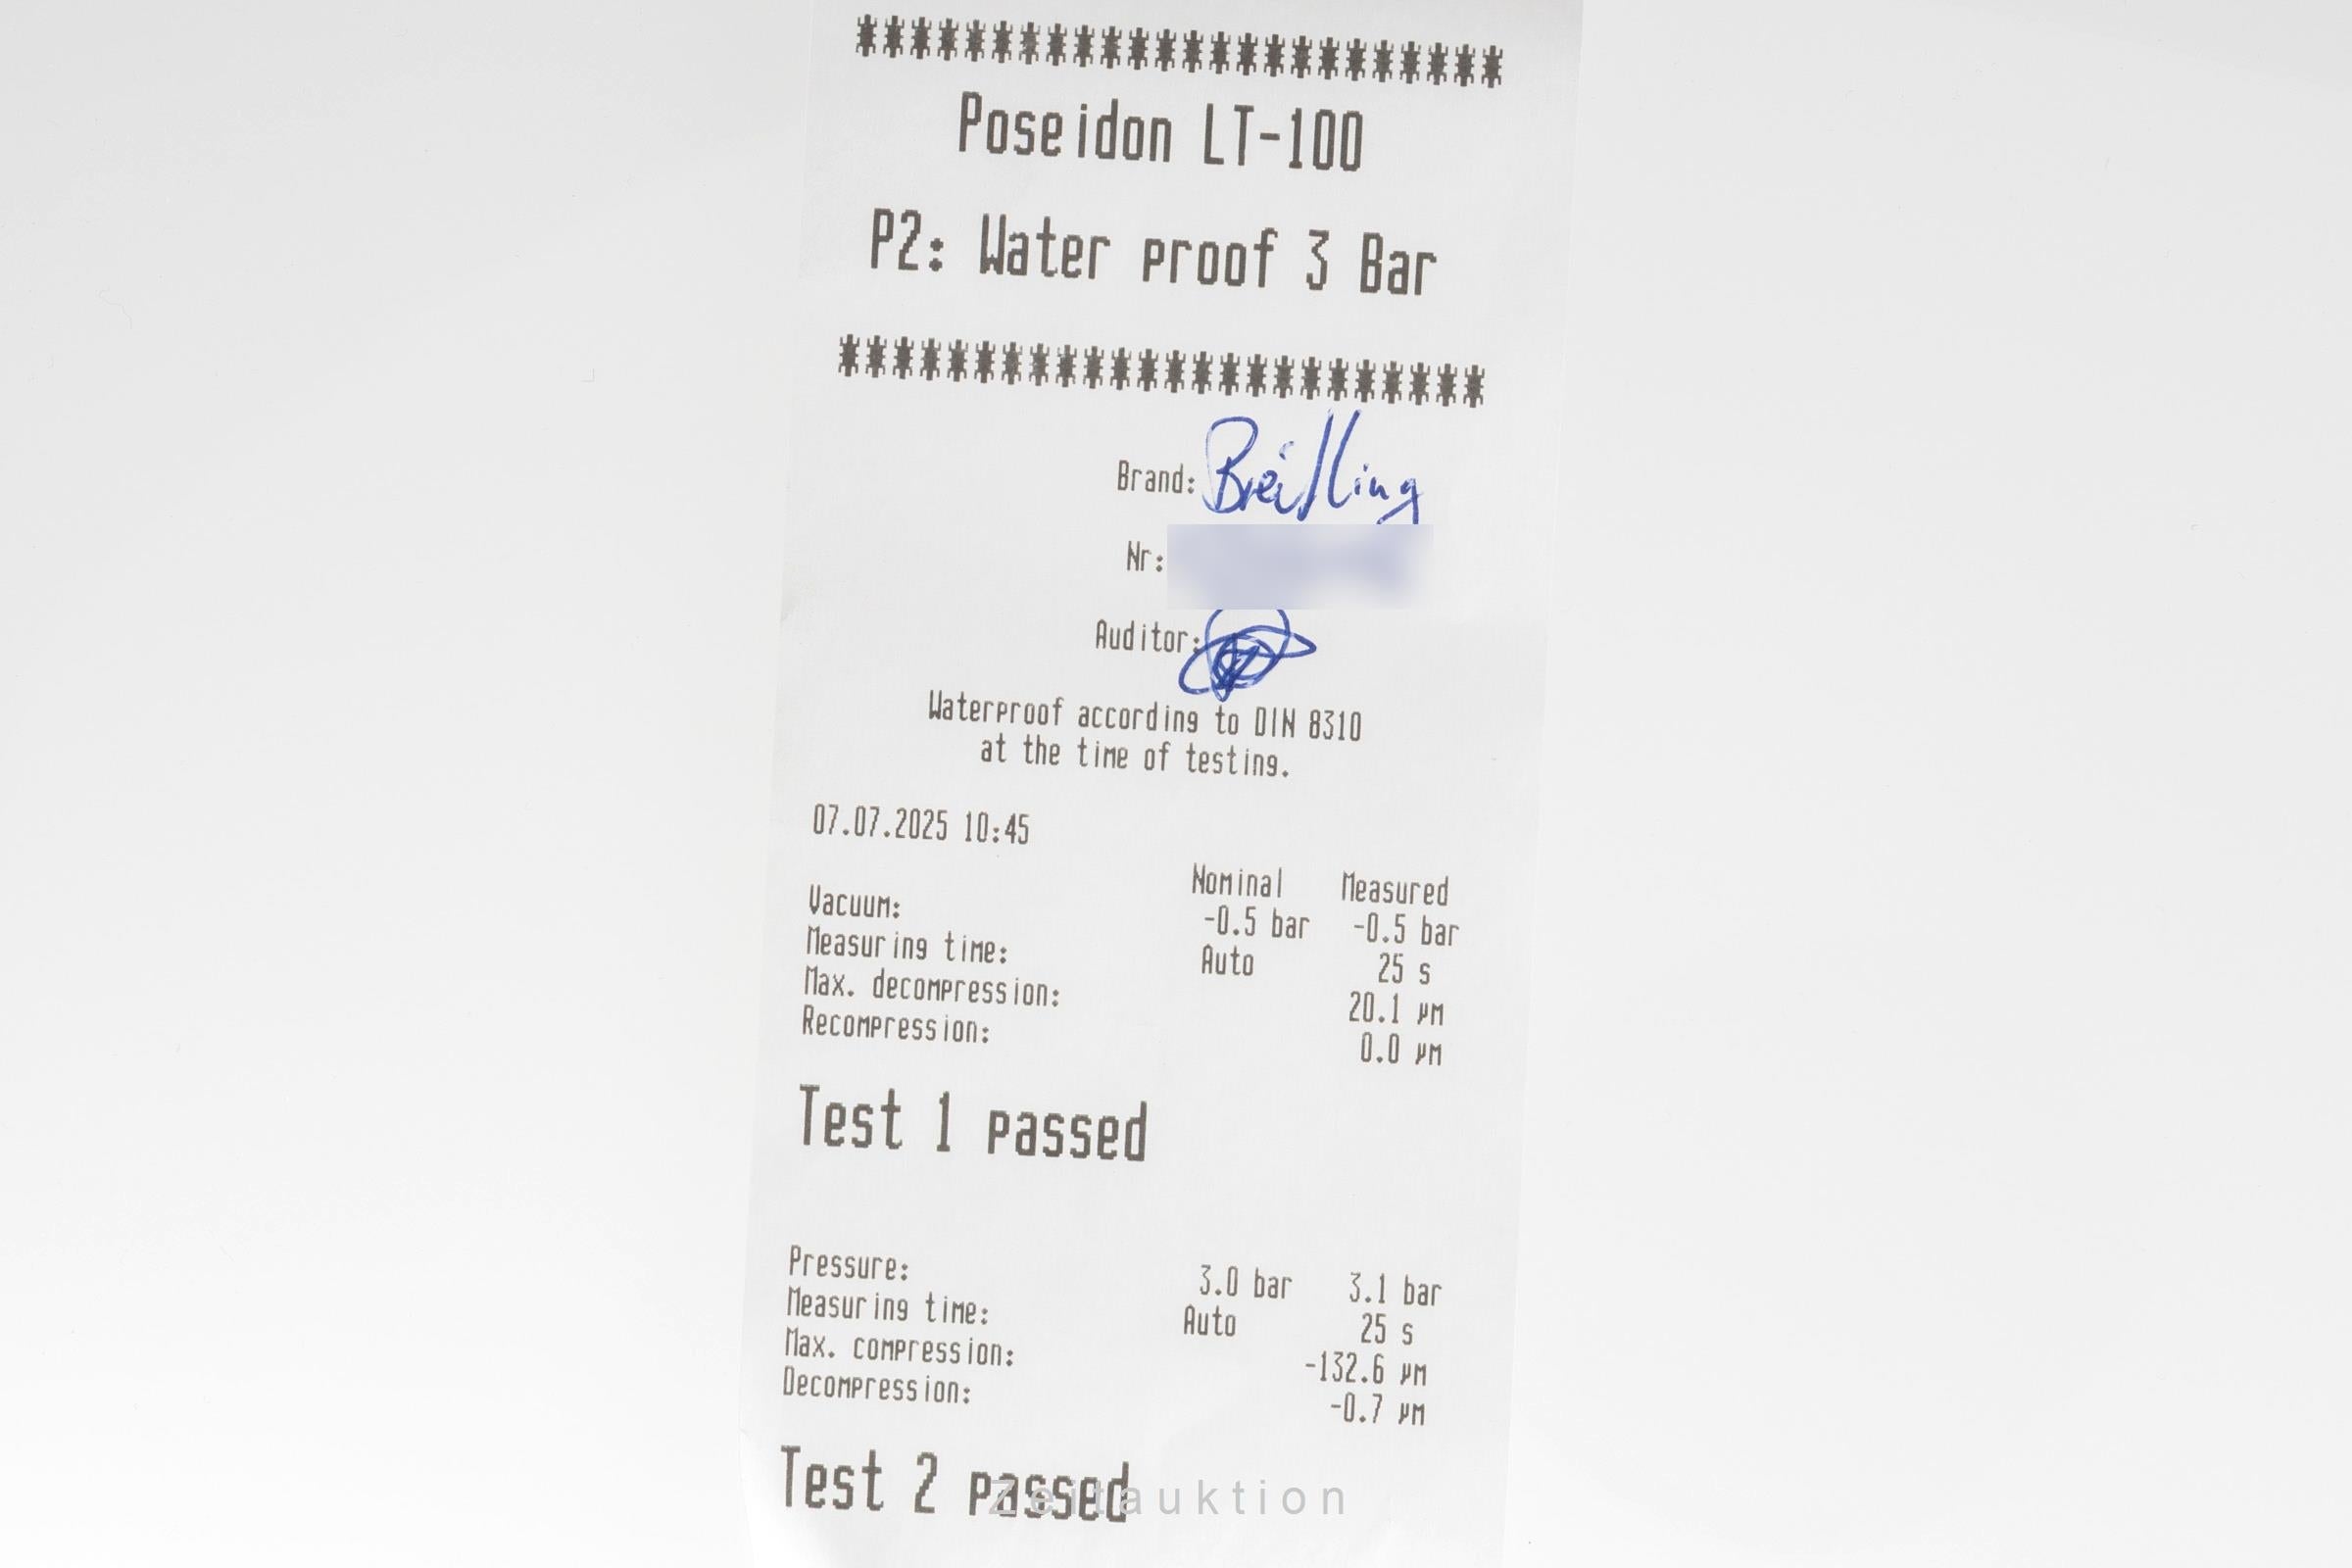 ************************
Poseidon LT-100
P2: Water proof 3 Bar
************************
Brand: Breitling
Nr:
Auditor:
Waterproof according to DIN 8310
at the time of testing.
07.07.2025 10:45
Nominal Measured
Vacuum: -0.5 bar -0.5 bar
Measuring time: Auto 25 s
Max. decompression: 20.1 µm
Recompression: 0.0 µm
Test 1 passed
Pressure: 3.0 bar 3.1 bar
Measuring time: Auto 25 s
Max. compression: -132.6 µm
Decompression: -0.7 µm
Test 2 passed
Zeitauktion